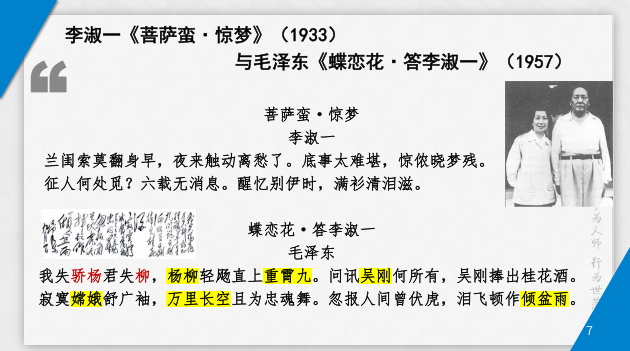 李淑一《菩萨蛮·惊梦》（1933）
与毛泽东《蝶恋花·答李淑一》（1957）
菩萨蛮·惊梦
李淑一
兰闺索莫翻身早，夜来触动离愁了。底事太难堪，惊侬晓梦残。
征人何处觅？六载无消息。醒忆别伊时，满衫清泪滋。
蝶恋花·答李淑一
毛泽东
我失骄杨君失柳，杨柳轻飏直上重霄九。问讯吴刚何所有，吴刚捧出桂花酒。
寂寞嫦娥舒广袖，万里长空且为忠魂舞。忽报人间曾伏虎，泪飞顿作倾盆雨。
为人师 行为世
7